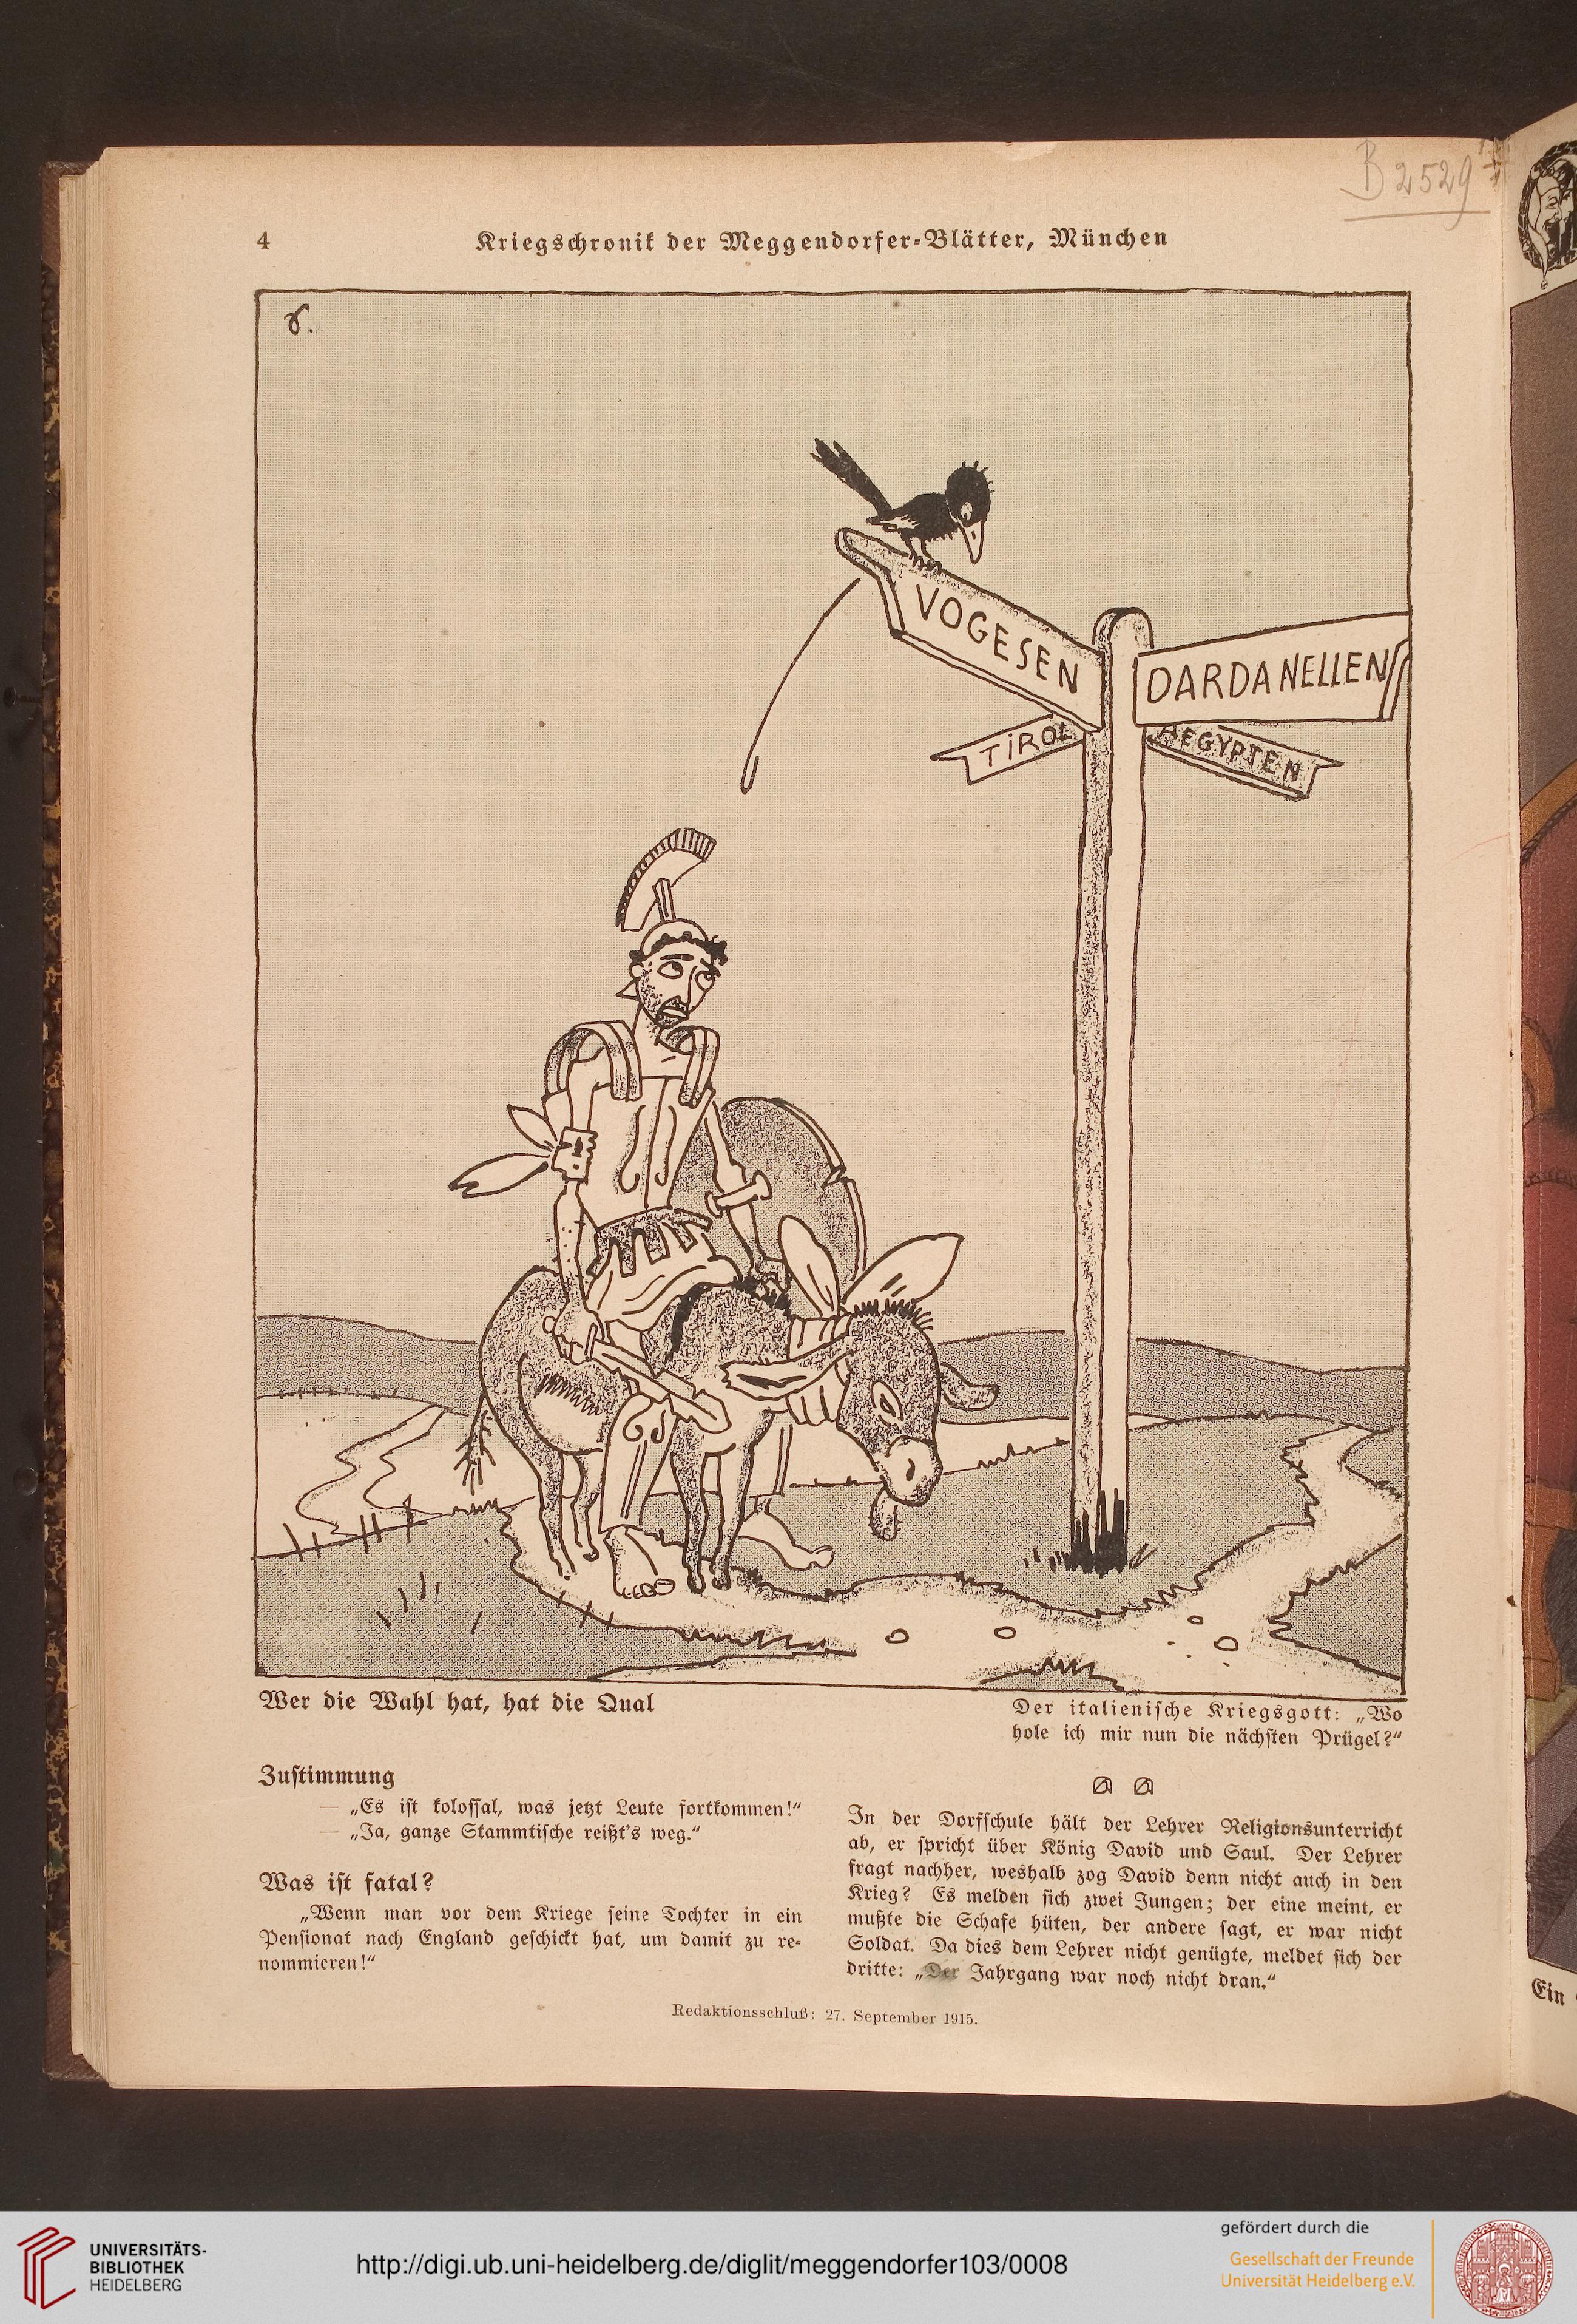 B 2529
4
Kriegschronik der Meggendorfer-Blätter, München
VOGESEN
DARDANELLEN
TIROL
AEGYPTEN
Wer die Wahl hat, hat die Qual
Der italienische Kriegsgott: „Wo
hole ich mir nun die nächsten Prügel?“
Zustimmung
— „Es ist kolossal, was jetzt Leute fortkommen!“
— „Ja, ganze Stammtische reißt's weg.“
Was ist fatal?
„Wenn man vor dem Kriege seine Tochter in ein
Pensionat nach England geschickt hat, um damit zu re-
nommieren!“
In der Dorfschule hält der Lehrer Religionsunterricht
ab, er spricht über König David und Saul. Der Lehrer
fragt nachher, weshalb zog David denn nicht auch in den
Krieg? Es melden sich zwei Jungen; der eine meint, er
mußte die Schafe hüten, der andere sagt, er war nicht
Soldat. Da dies dem Lehrer nicht genügte, meldet sich der
dritte: „Der Jahrgang war noch nicht dran.“
Redaktionsschluß: 27. September 1915.
Ein
UNIVERSITÄTS-
BIBLIOTHEK
HEIDELBERG
http://digi.ub.uni-heidelberg.de/diglit/meggendorfer103/0008
gefördert durch die
Gesellschaft der Freunde
Universität Heidelberg e.V.